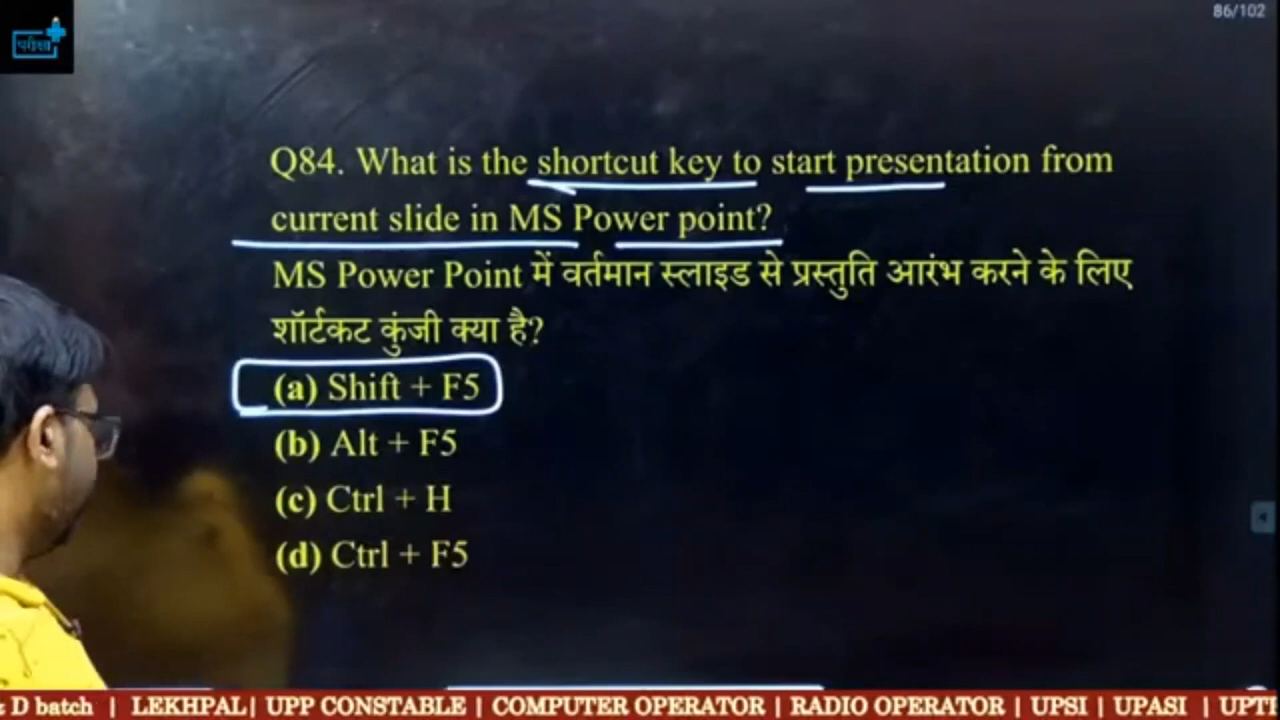 86/102
परीक्षा
Q84. What is the shortcut key to start presentation from
current slide in MS Power point?
MS Power Point में वर्तमान स्लाइड से प्रस्तुति आरंभ करने के लिए
शॉर्टकट कुंजी क्या है?
(a) Shift + F5
(b) Alt + F5
(c) Ctrl + H
(d) Ctrl + F5
D batch | LEKHPAL| UPP CONSTABLE | COMPUTER OPERATOR | RADIO OPERATOR | UPSI | UPASI |